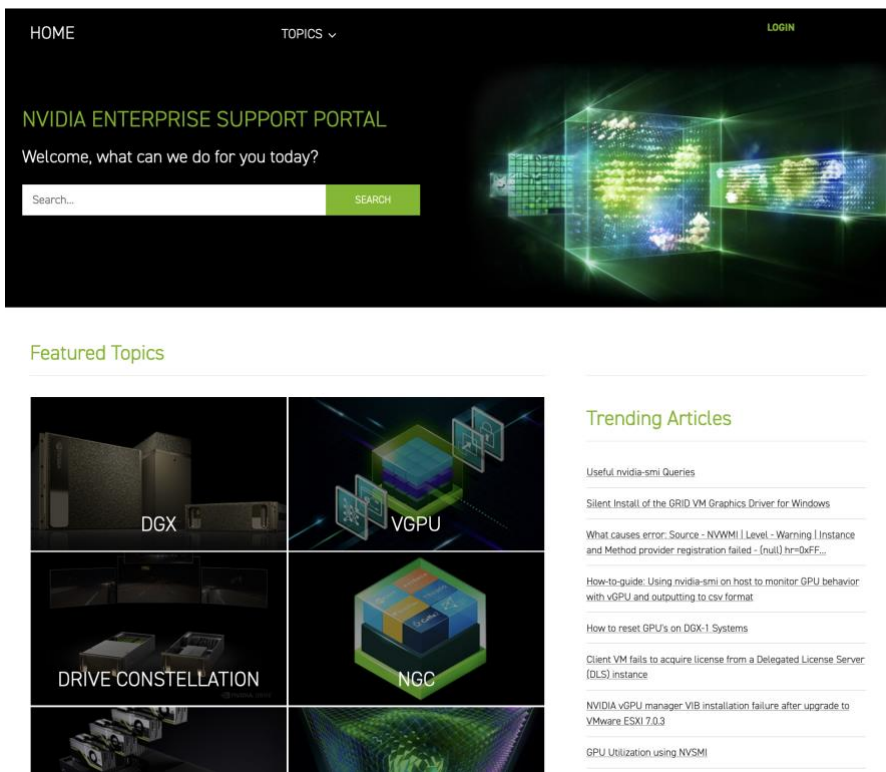 HOME
TOPICS
LOGIN
NVIDIA ENTERPRISE SUPPORT PORTAL
Welcome, what can we do for you today?
Search...
SEARCH
Featured Topics
DGX
VGPU
DRIVE CONSTELLATION
NGC
Trending Articles
Useful nvidia-smi Queries
Silent Install of the GRID VM Graphics Driver for Windows
What causes error: Source - NVWMI | Level - Warning | Instance
and Method provider registration failed - (null) hr=0xFF...
How-to-guide: Using nvidia-smi on host to monitor GPU behavior
with vGPU and outputting to csv format
How to reset GPU's on DGX-1 Systems
Client VM fails to acquire license from a Delegated License Server
(DLS) instance
NVIDIA vGPU manager VIB installation failure after upgrade to
VMware ESXI 7.0.3
GPU Utilization using NVSMI